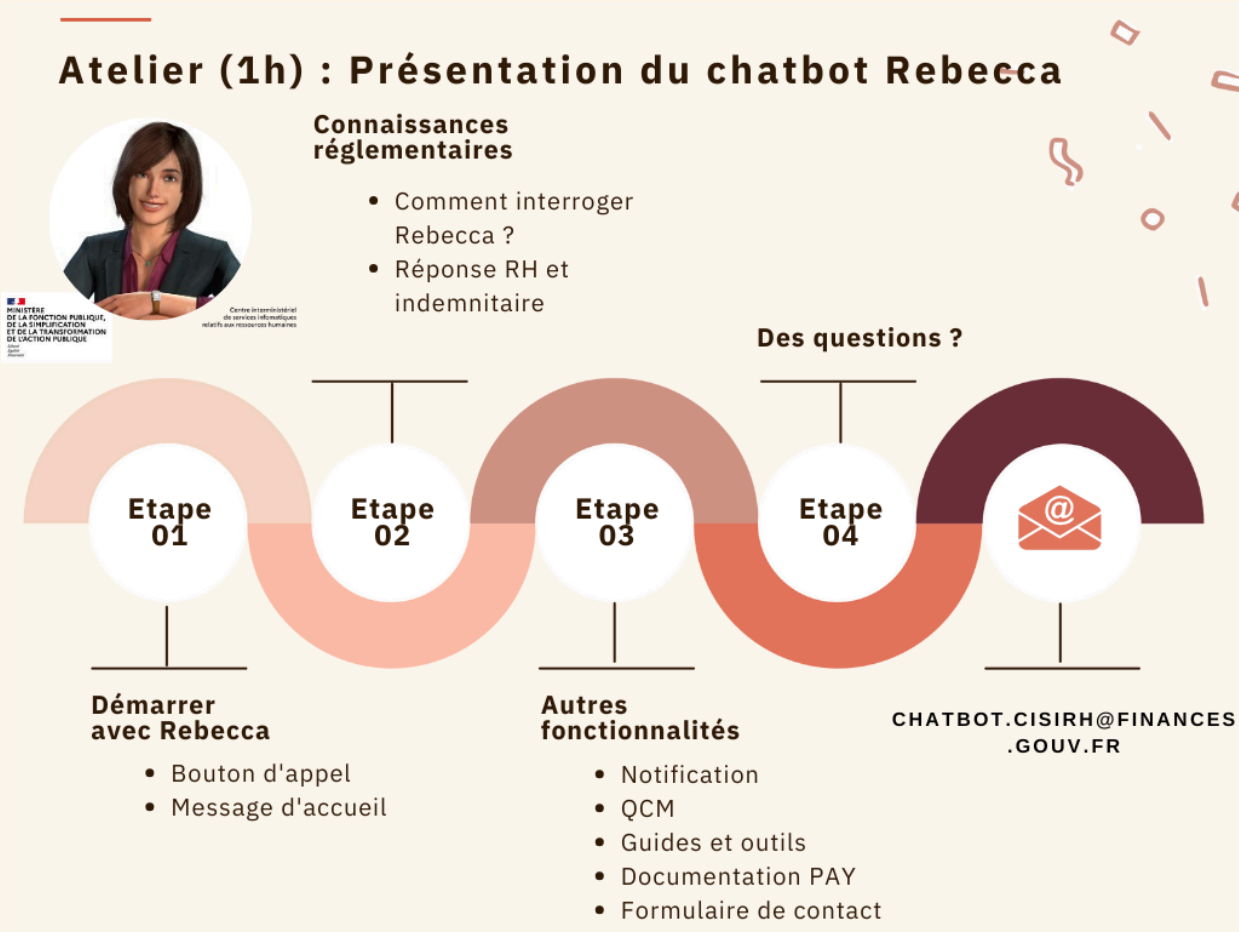 Atelier (1h) : Présentation du chatbot Rebecca
Connaissances
réglementaires
Comment interroger
Rebecca ?
Réponse RH et
indemnitaire
MINISTÈRE
DE LA FONCTION PUBLIQUE,
DE LA SIMPLIFICATION
ET DE LA TRANSFORMATION
DE L'ACTION PUBLIQUE
Liberté
Égalité
Fraternité
Centre interministériel
de services informatiques
relatifs aux ressources humaines
Des questions ?
Etape
01
Etape
02
Etape
03
Etape
04
@
Démarrer
avec Rebecca
Bouton d'appel
Message d'accueil
Autres
fonctionnalités
Notification
QCM
Guides et outils
Documentation PAY
Formulaire de contact
CHATBOT.CISIRH@FINANCES
.GOUV.FR